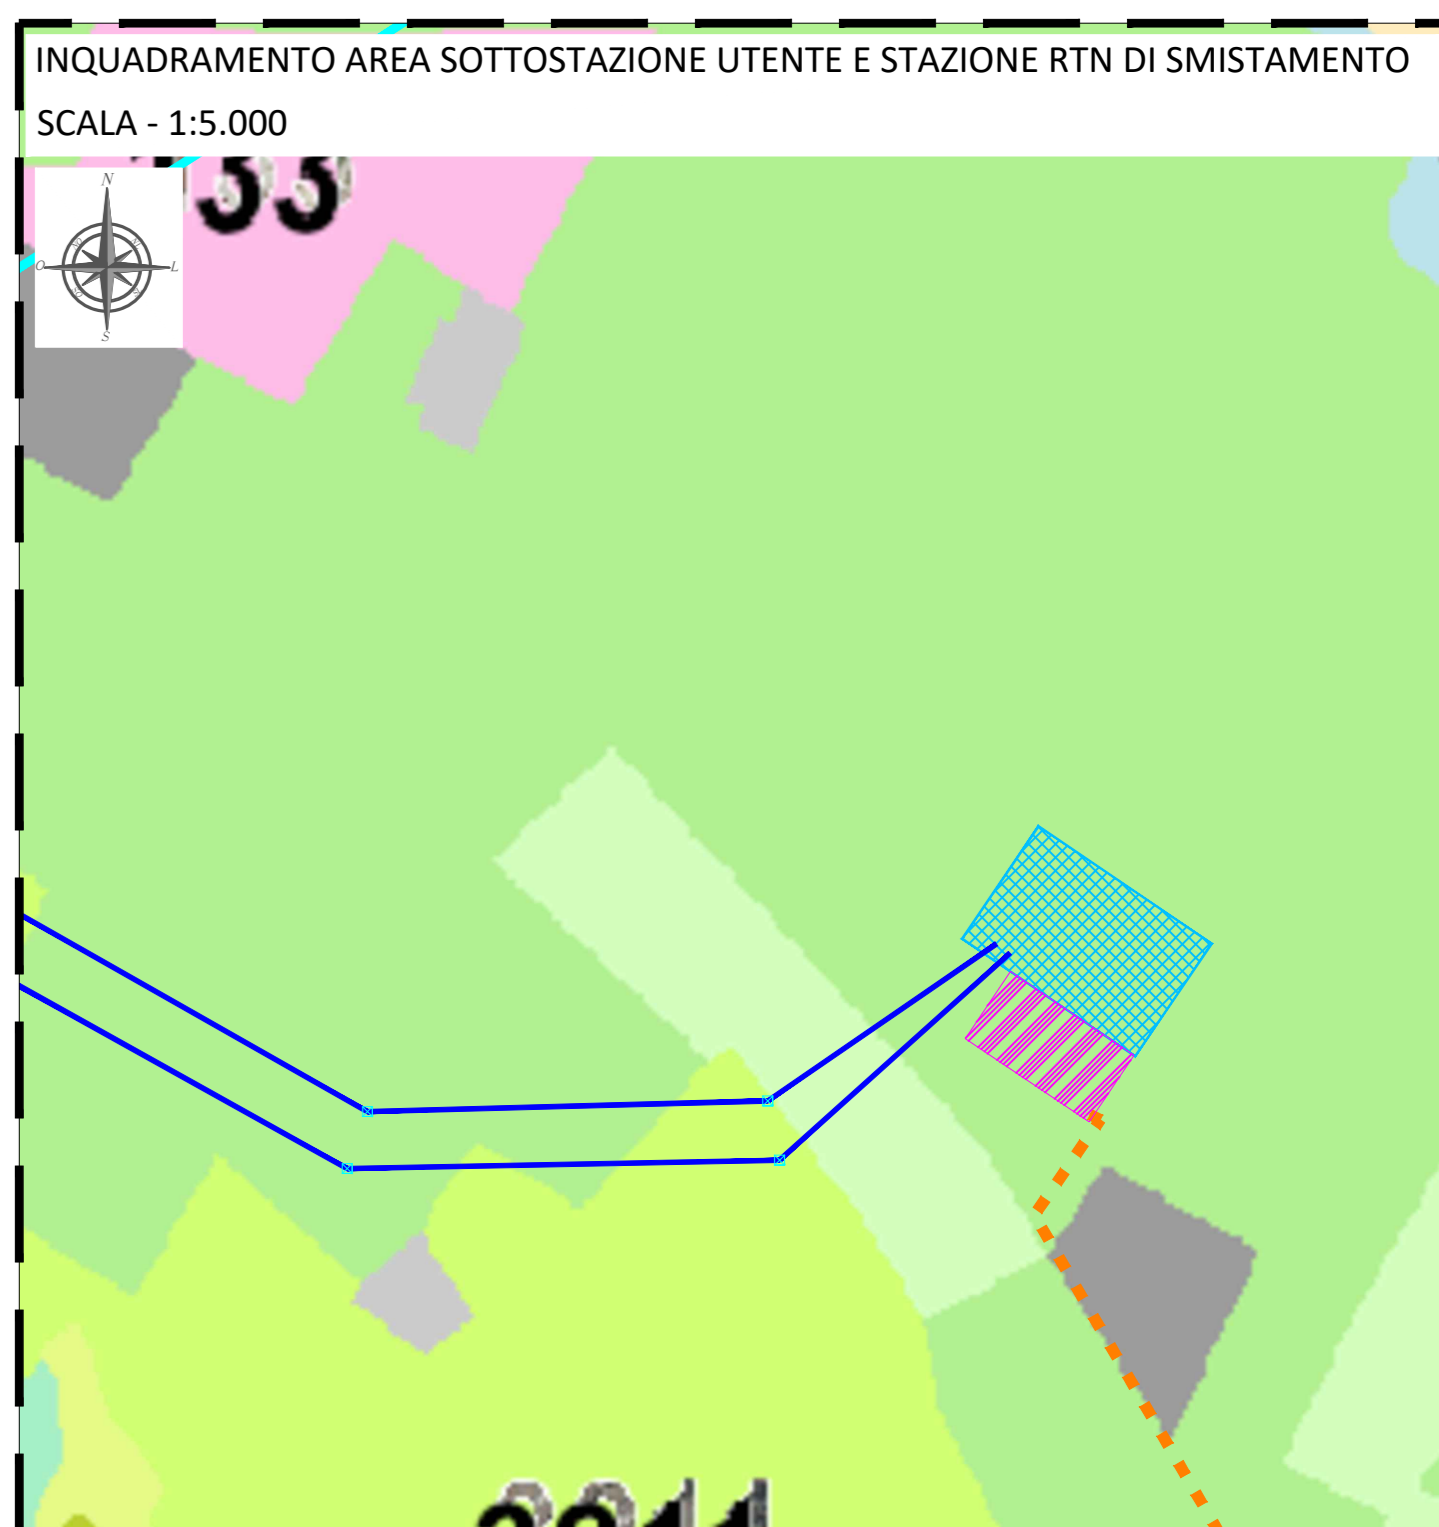 INQUADRAMENTO AREA SOTTOSTAZIONE UTENTE E STAZIONE RTN DI SMISTAMENTO
SCALA - 1:5.000
N
O
L
S